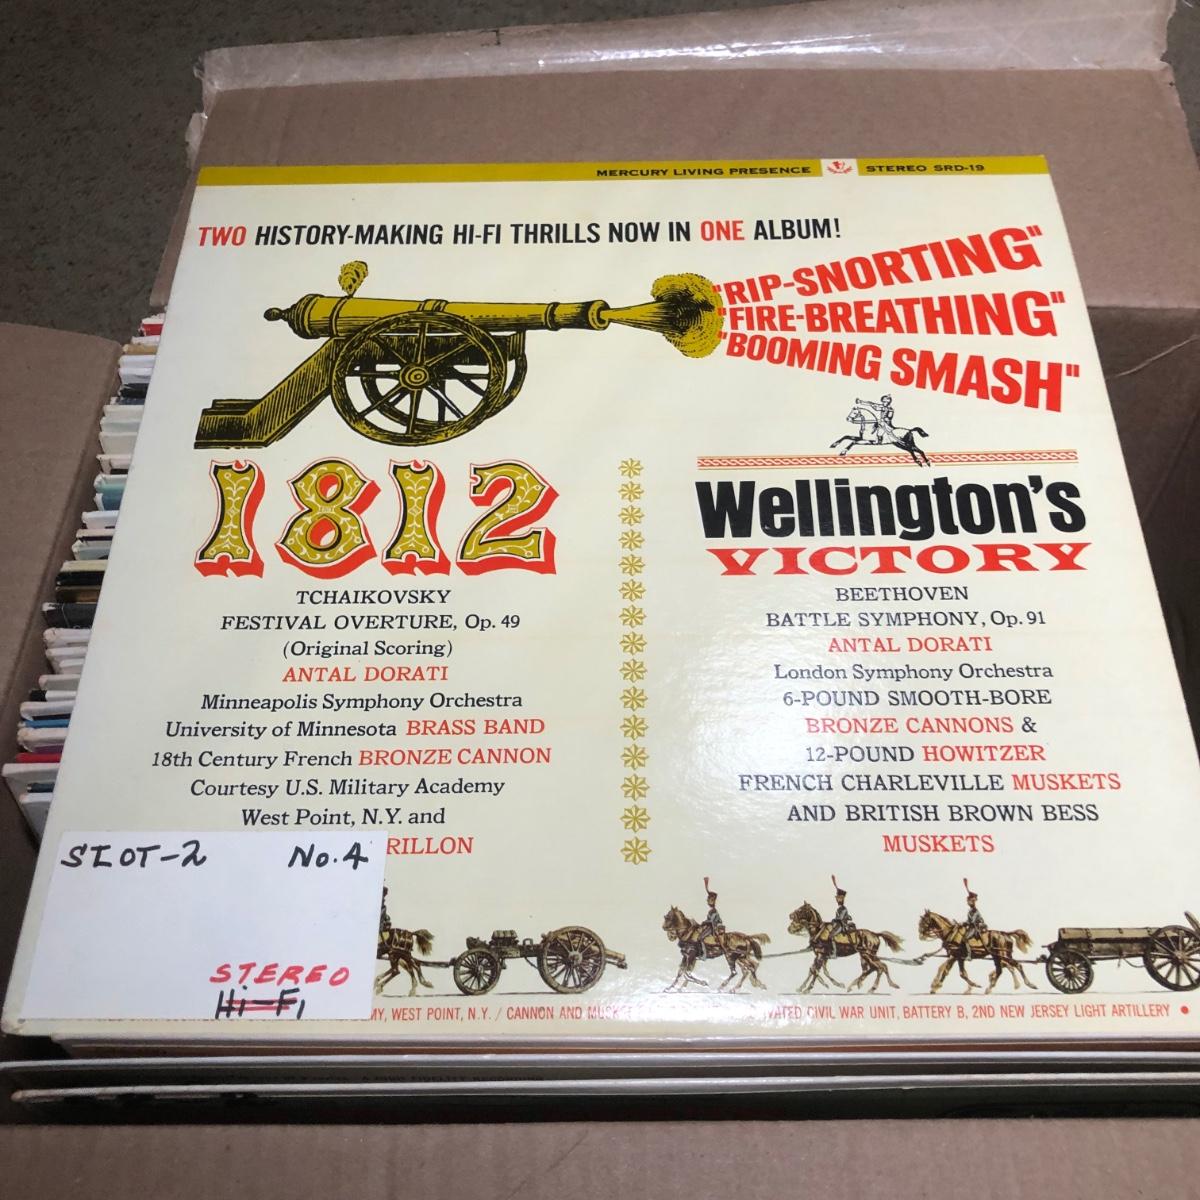 MERCURY LIVING PRESENCE STEREO SRD-19
TWO HISTORY-MAKING HI-FI THRILLS NOW IN ONE ALBUM!
"RIP-SNORTING"
"FIRE-BREATHING"
"BOOMING SMASH"
1812
TCHAIKOVSKY
FESTIVAL OVERTURE, Op. 49
(Original Scoring)
ANTAL DORATI
Minneapolis Symphony Orchestra
University of Minnesota BRASS BAND
18th Century French BRONZE CANNON
Courtesy U.S. Military Academy
West Point, N.Y. and
RILLON
Wellington's
VICTORY
BEETHOVEN
BATTLE SYMPHONY, Op. 91
ANTAL DORATI
London Symphony Orchestra
6-POUND SMOOTH-BORE
BRONZE CANNONS &
12-POUND HOWITZER
FRENCH CHARLEVILLE MUSKETS
AND BRITISH BROWN BESS
MUSKETS
SLOT-2 No. 4
STEREO
Hi-Fi
MY, WEST POINT, N.Y. / CANNON AND VATED CIVIL WAR UNIT, BATTERY B, 2ND NEW JERSEY LIGHT ARTILLERY •